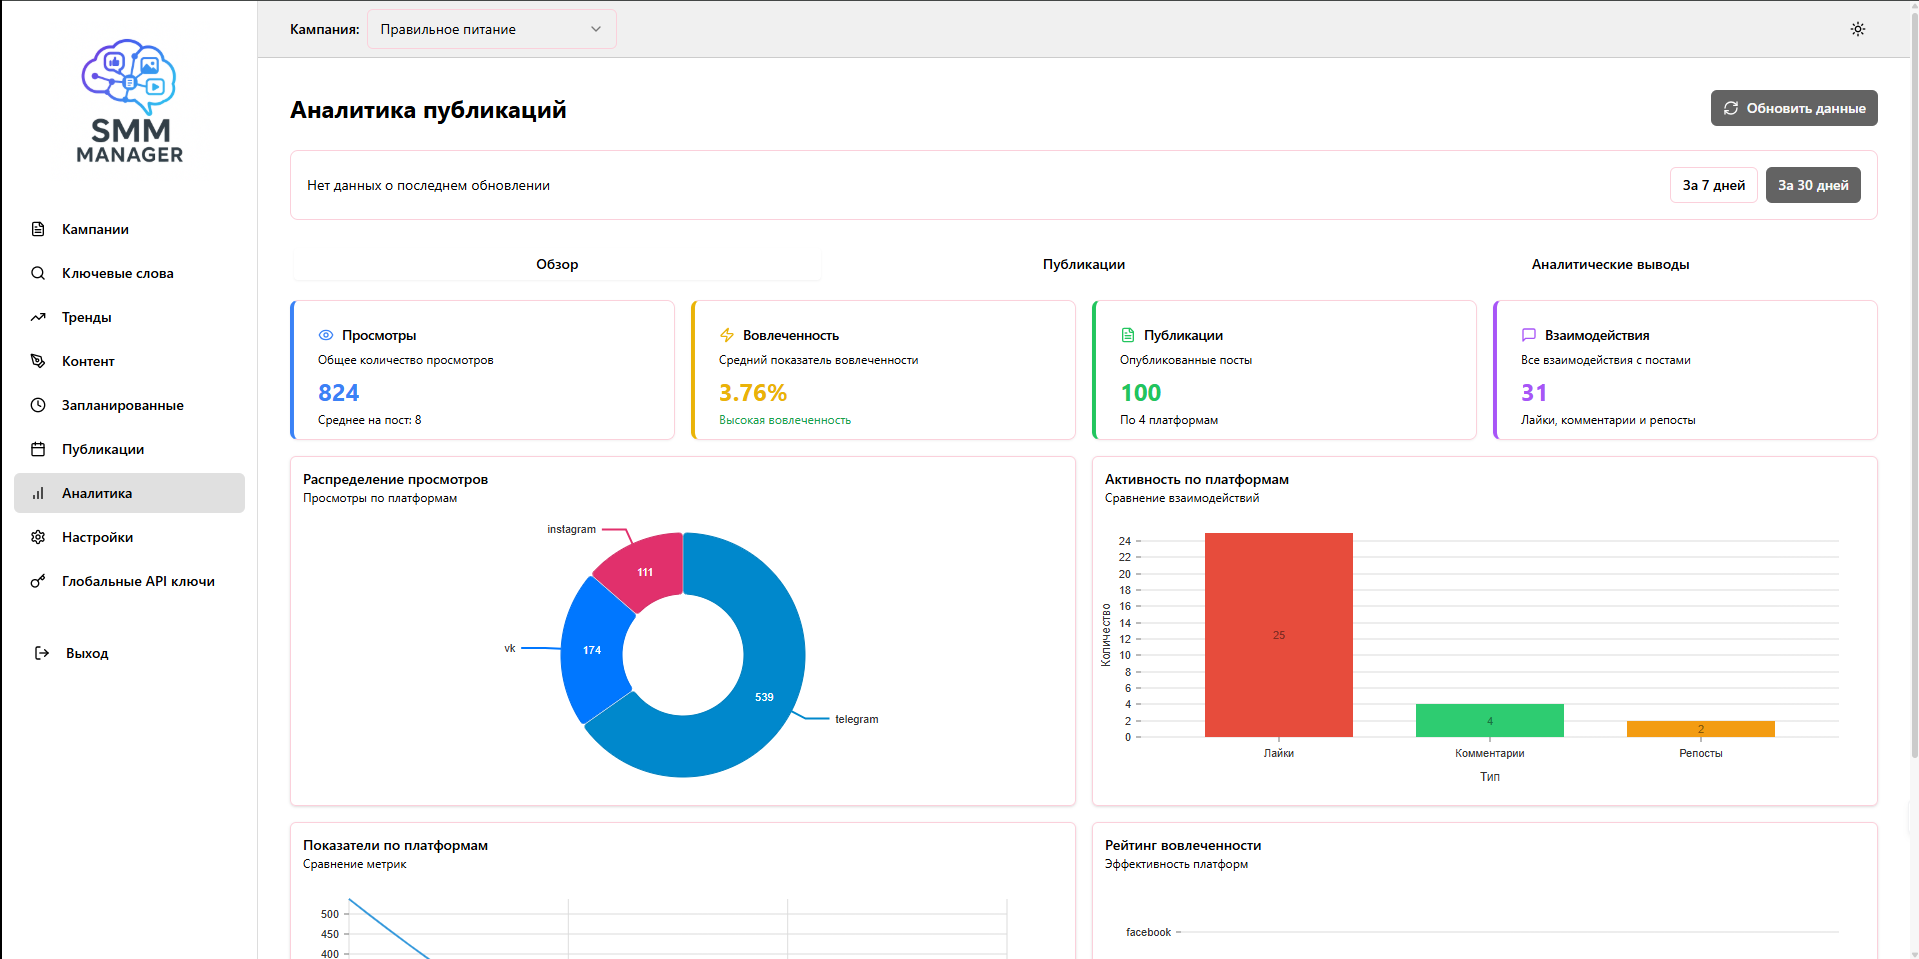 Кампания:
Правильное питание
SMM
MANAGER
Кампании
Ключевые слова
Тренды
Контент
Запланированные
Публикации
Аналитика
Настройки
Глобальные API ключи
Выход
Аналитика публикаций
Обновить данные
Нет данных о последнем обновлении
За 7 дней
За 30 дней
Обзор
Публикации
Аналитические выводы
Просмотры
Общее количество просмотров
824
Среднее на пост: 8
Вовлеченность
Средний показатель вовлеченности
3.76%
Высокая вовлеченность
Публикации
Опубликованные посты
100
По 4 платформам
Взаимодействия
Все взаимодействия с постами
31
Лайки, комментарии и репосты
Распределение просмотров
Просмотры по платформам
instagram
111
vk
174
539
telegram
Активность по платформам
Сравнение взаимодействий
24
22
20
18
16
14
12
10
8
6
4
2
0
Количество
25
4
2
Лайки
Комментарии
Репосты
Тип
Показатели по платформам
Сравнение метрик
500
450
400
Рейтинг вовлеченности
Эффективность платформ
facebook